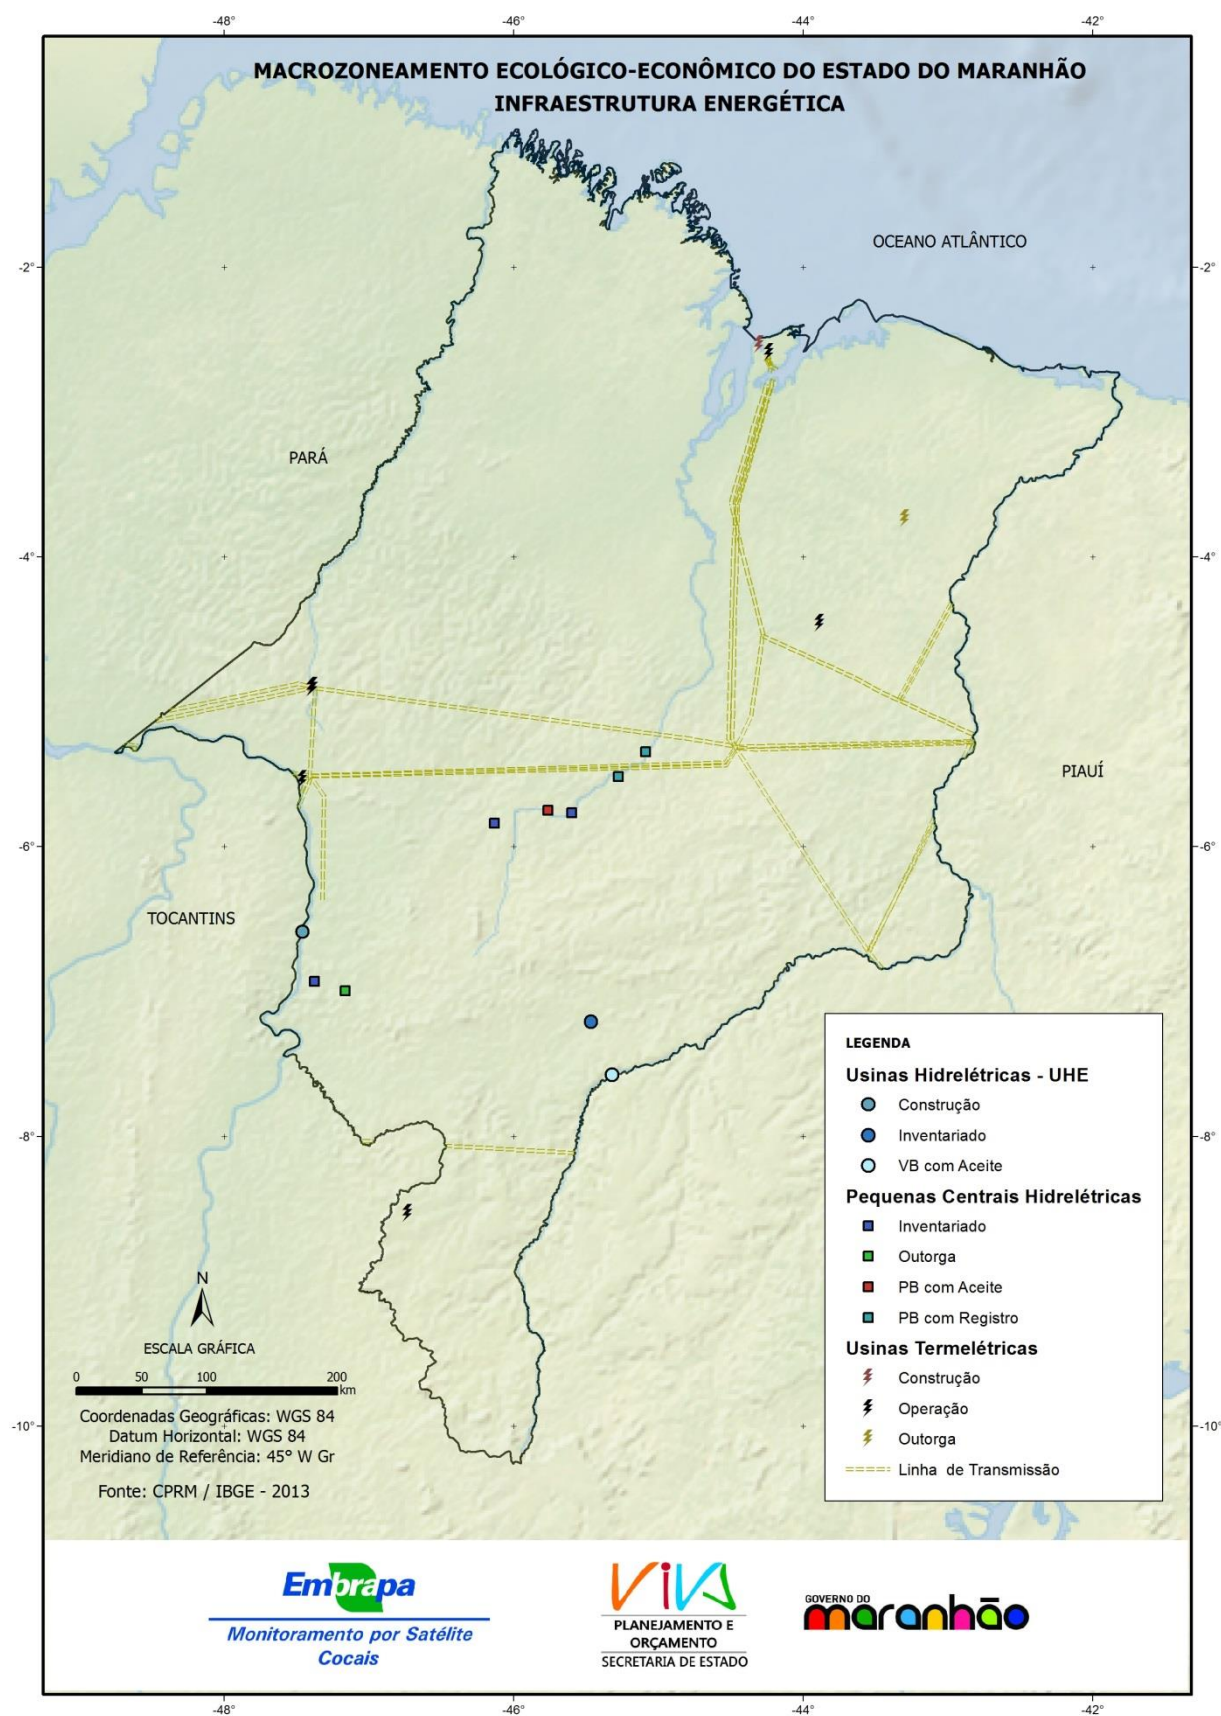 -48° -46° -44° -42°
MACROZONEAMENTO ECOLÓGICO-ECONÔMICO DO ESTADO DO MARANHÃO
INFRAESTRUTURA ENERGÉTICA
OCEANO ATLÂNTICO
-2° -2°
PARÁ
-4° -4°
PIAUÍ
-6° -6°
TOCANTINS
LEGENDA
Usinas Hidrelétricas - UHE
Construção
Inventariado
VB com Aceite
Pequenas Centrais Hidrelétricas
Inventariado
Outorga
PB com Aceite
PB com Registro
Usinas Termelétricas
Construção
Operação
Outorga
Linha de Transmissão
-8° -8°
N
ESCALA GRÁFICA
0 50 100 200
km
Coordenadas Geográficas: WGS 84
Datum Horizontal: WGS 84
Meridiano de Referência: 45° W Gr
-10° -10°
Fonte: CPRM / IBGE - 2013
Embrapa
Monitoramento por Satélite
Cocais
VIVA
PLANEJAMENTO E
ORÇAMENTO
SECRETARIA DE ESTADO
GOVERNO DO
maranhão
-48° -46° -44° -42°